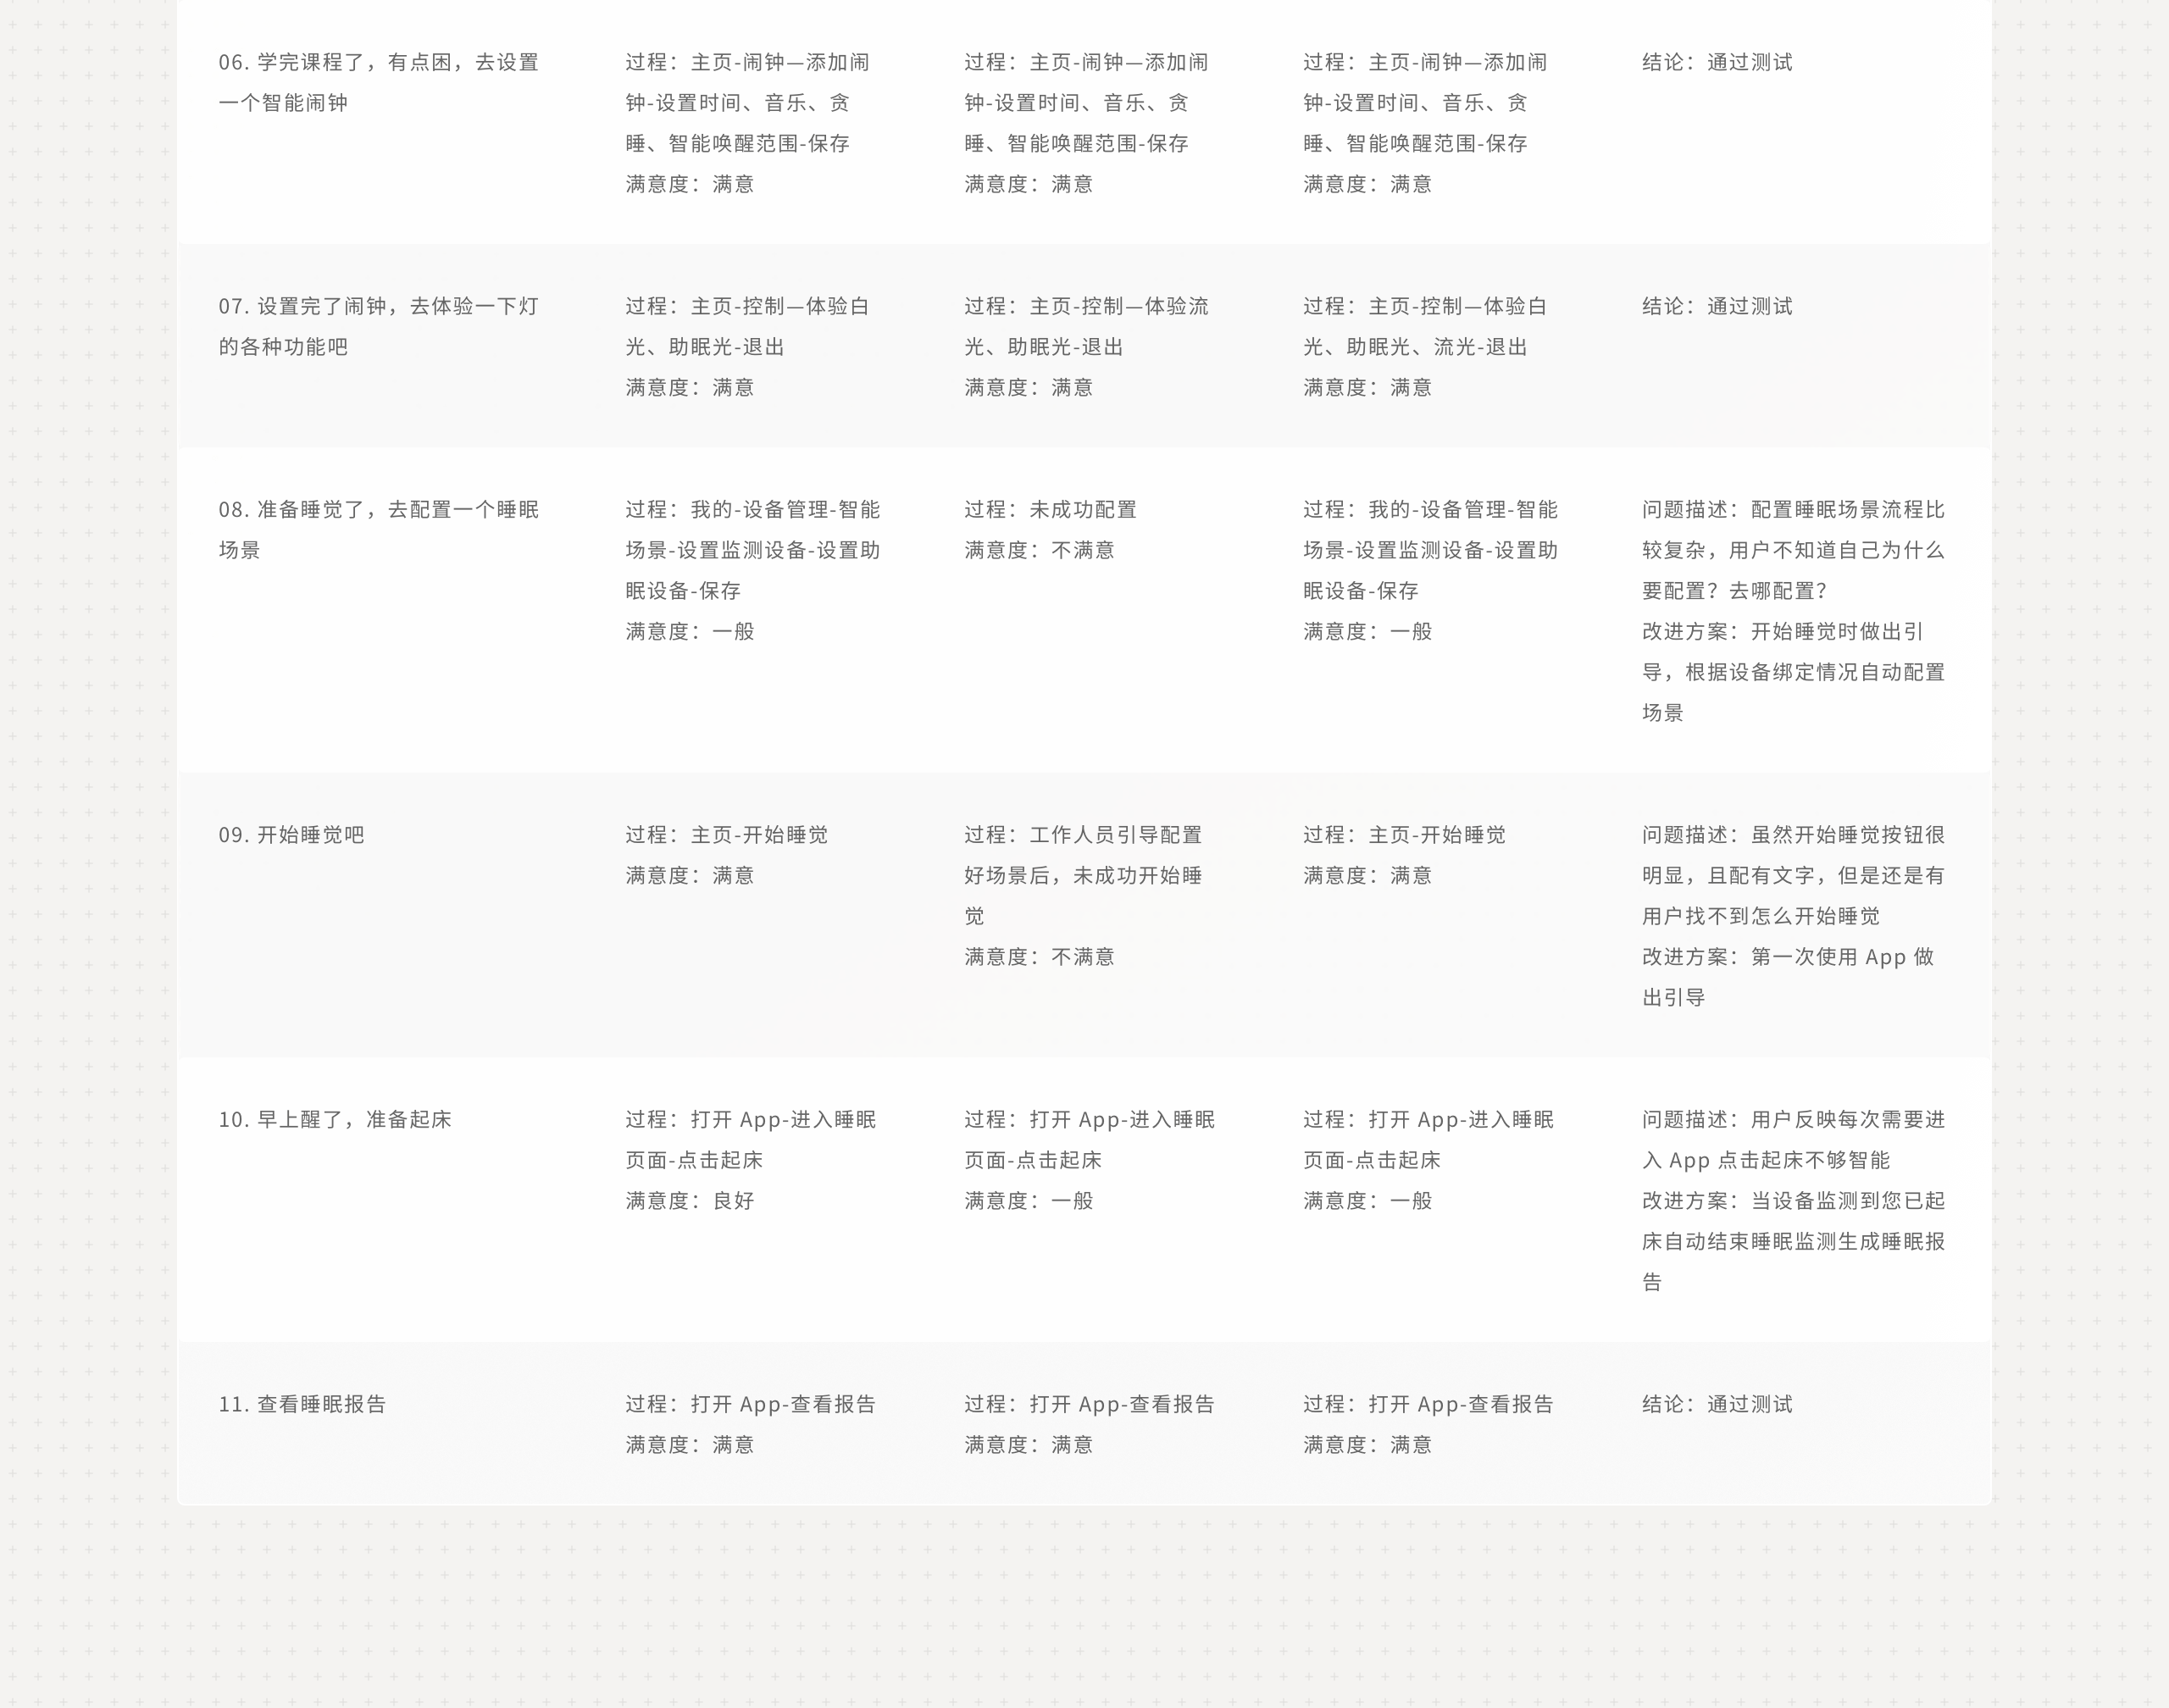 06. 学完课程了，有点困，去设置
一个智能闹钟
过程：主页-闹钟—添加闹
钟-设置时间、音乐、贪
睡、智能唤醒范围-保存
满意度：满意
过程：主页-闹钟—添加闹
钟-设置时间、音乐、贪
睡、智能唤醒范围-保存
满意度：满意
过程：主页-闹钟—添加闹
钟-设置时间、音乐、贪
睡、智能唤醒范围-保存
满意度：满意
结论：通过测试
07. 设置完了闹钟，去体验一下灯
的各种功能吧
过程：主页-控制—体验白
光、助眠光-退出
满意度：满意
过程：主页-控制—体验流
光、助眠光-退出
满意度：满意
过程：主页-控制—体验白
光、助眠光、流光-退出
满意度：满意
结论：通过测试
08. 准备睡觉了，去配置一个睡眠
场景
过程：我的-设备管理-智能
场景-设置监测设备-设置助
眠设备-保存
满意度：一般
过程：未成功配置
满意度：不满意
过程：我的-设备管理-智能
场景-设置监测设备-设置助
眠设备-保存
满意度：一般
问题描述：配置睡眠场景流程比
较复杂，用户不知道自己为什么
要配置？去哪配置？
改进方案：开始睡觉时做出引
导，根据设备绑定情况自动配置
场景
09. 开始睡觉吧
过程：主页-开始睡觉
满意度：满意
过程：工作人员引导配置
好场景后，未成功开始睡
觉
满意度：不满意
过程：主页-开始睡觉
满意度：满意
问题描述：虽然开始睡觉按钮很
明显，且配有文字，但是还是有
用户找不到怎么开始睡觉
改进方案：第一次使用 App 做
出引导
10. 早上醒了，准备起床
过程：打开 App-进入睡眠
页面-点击起床
满意度：良好
过程：打开 App-进入睡眠
页面-点击起床
满意度：一般
过程：打开 App-进入睡眠
页面-点击起床
满意度：一般
问题描述：用户反映每次需要进
入 App 点击起床不够智能
改进方案：当设备监测到您已起
床自动结束睡眠监测生成睡眠报
告
11. 查看睡眠报告
过程：打开 App-查看报告
满意度：满意
过程：打开 App-查看报告
满意度：满意
过程：打开 App-查看报告
满意度：满意
结论：通过测试